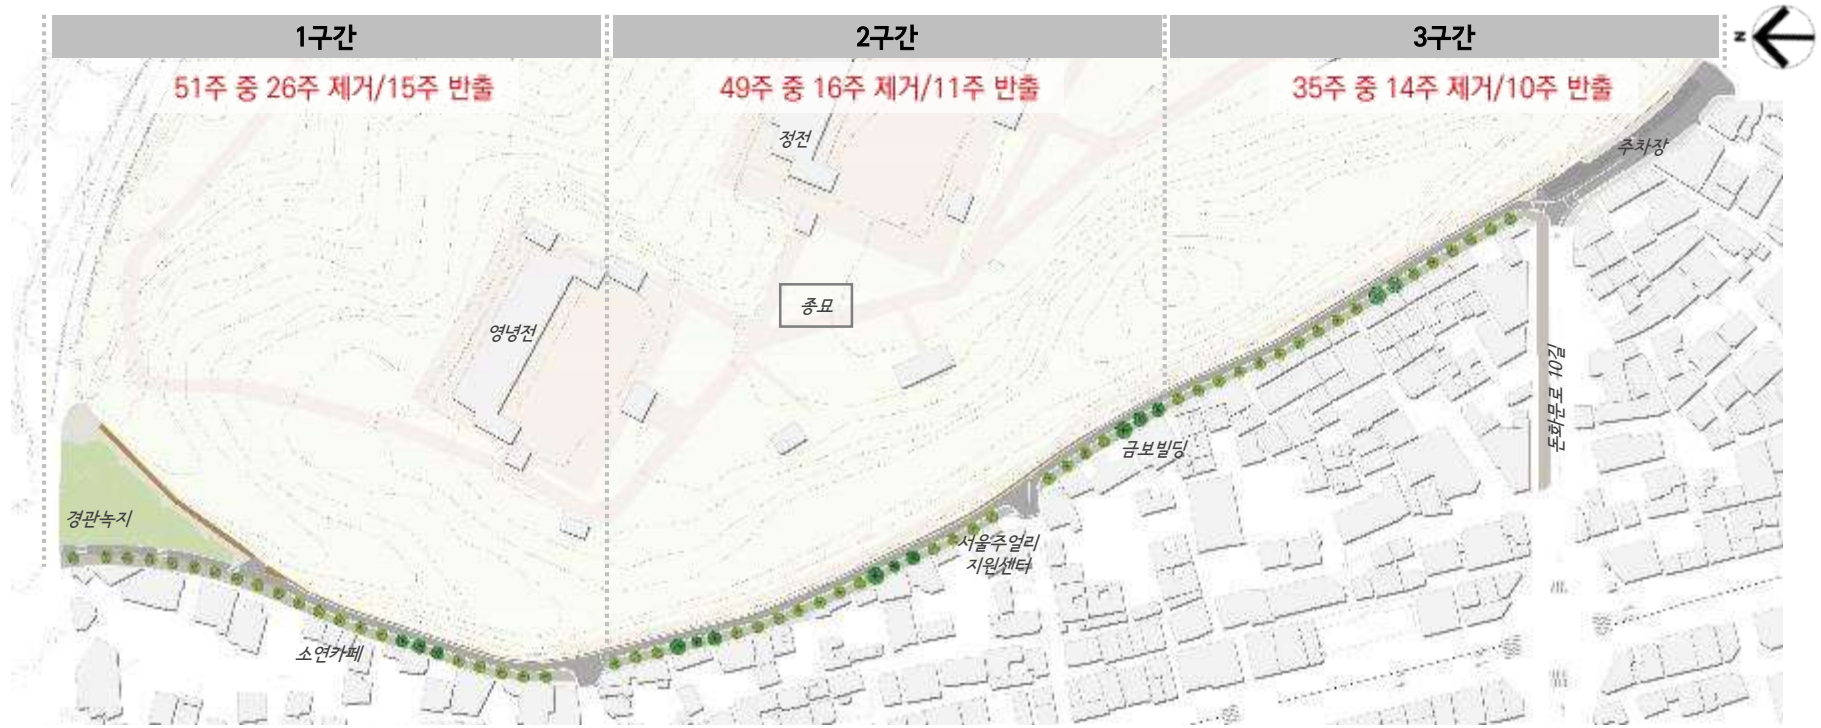 1구간
2구간
3구간
N
51주 중 26주 제거/15주 반출
49주 중 16주 제거/11주 반출
35주 중 14주 제거/10주 반출
정전
주차장
종묘
영녕전
돈화문로 10길
금보빌딩
경관녹지
서울주얼리
지원센터
소연카페